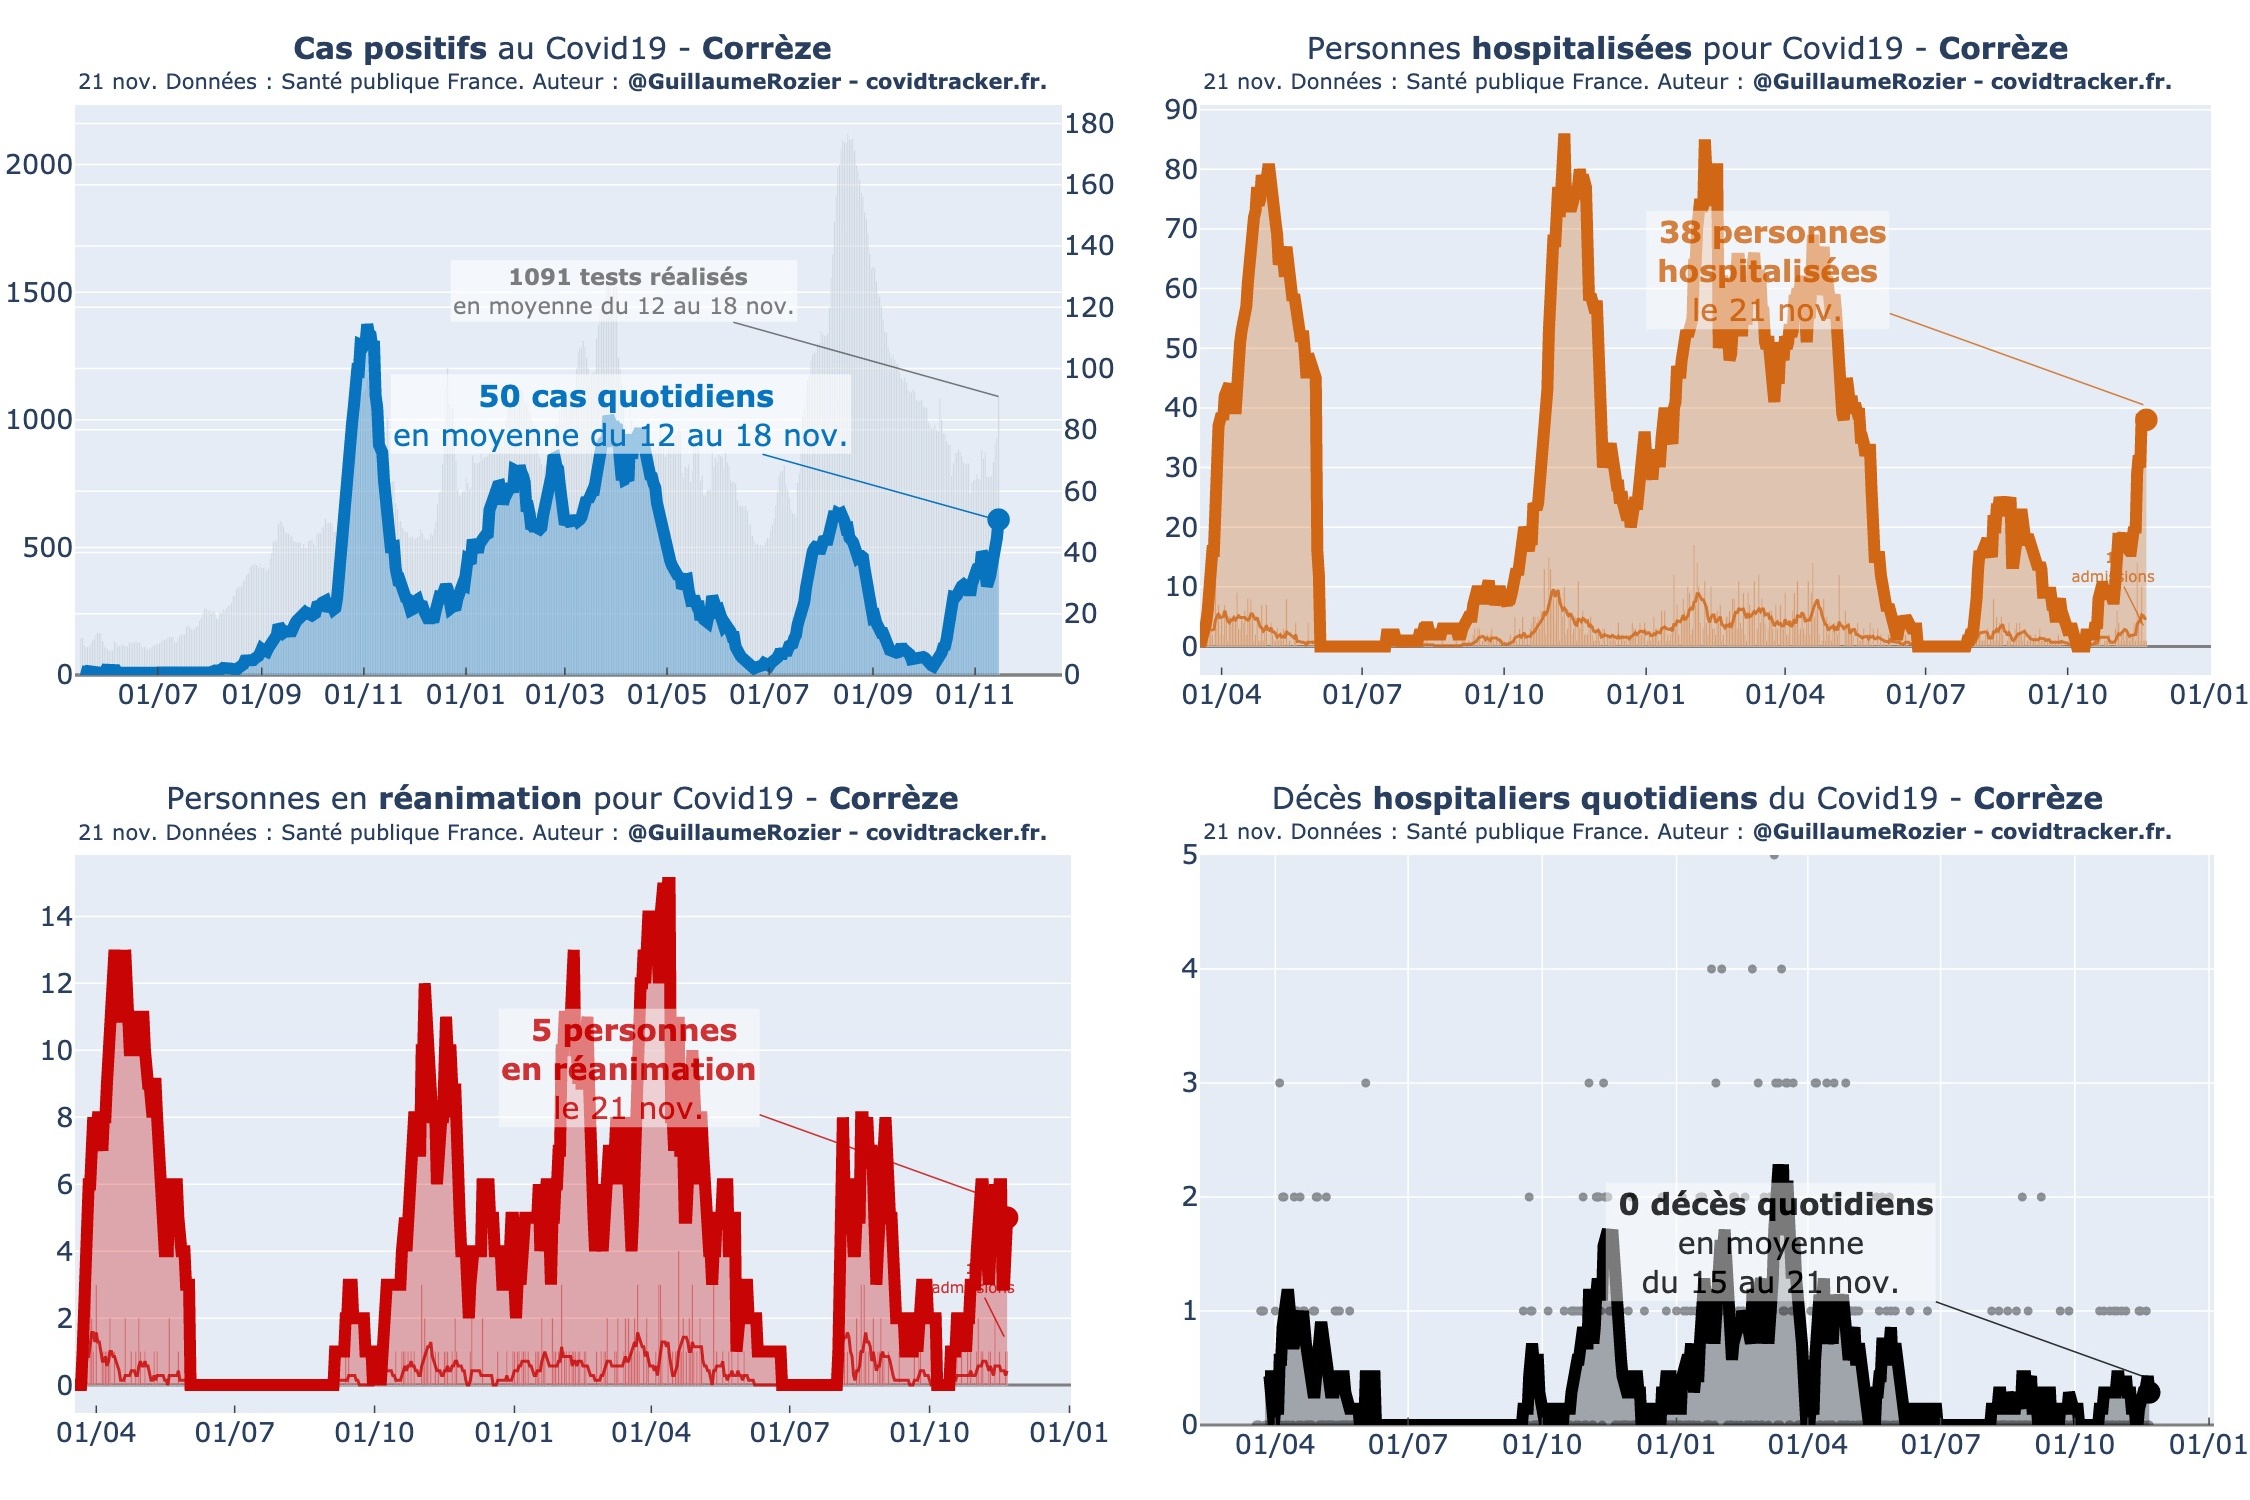 Cas positifs au Covid19 - Corrèze
21 nov. Données : Santé publique France. Auteur : @GuillaumeRozier - covidtracker.fr.
2000
1500
1000
500
0
180
160
140
120
100
80
60
40
20
0
1091 tests réalisés
en moyenne du 12 au 18 nov.
50 cas quotidiens
en moyenne du 12 au 18 nov.
01/07 01/09 01/11 01/01 01/03 01/05 01/07 01/09 01/11
Personnes hospitalisées pour Covid19 - Corrèze
21 nov. Données : Santé publique France. Auteur : @GuillaumeRozier - covidtracker.fr.
90
80
70
60
50
40
30
20
10
0
38 personnes
hospitalisées
le 21 nov.
admissions
01/04 01/07 01/10 01/01 01/04 01/07 01/10 01/01
Personnes en réanimation pour Covid19 - Corrèze
21 nov. Données : Santé publique France. Auteur : @GuillaumeRozier - covidtracker.fr.
14
12
10
8
6
4
2
0
5 personnes
en réanimation
le 21 nov.
admissions
01/04 01/07 01/10 01/01 01/04 01/07 01/10 01/01
Décès hospitaliers quotidiens du Covid19 - Corrèze
21 nov. Données : Santé publique France. Auteur : @GuillaumeRozier - covidtracker.fr.
5
4
3
2
1
0
0 décès quotidiens
en moyenne
du 15 au 21 nov.
01/04 01/07 01/10 01/01 01/04 01/07 01/10 01/01